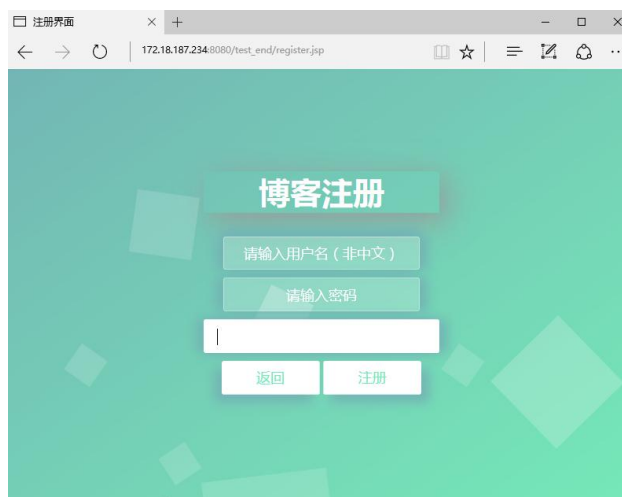 注册界面
172.18.187.234:8080/test_end/register.jsp
博客注册
请输入用户名（非中文）
请输入密码
返回 注册